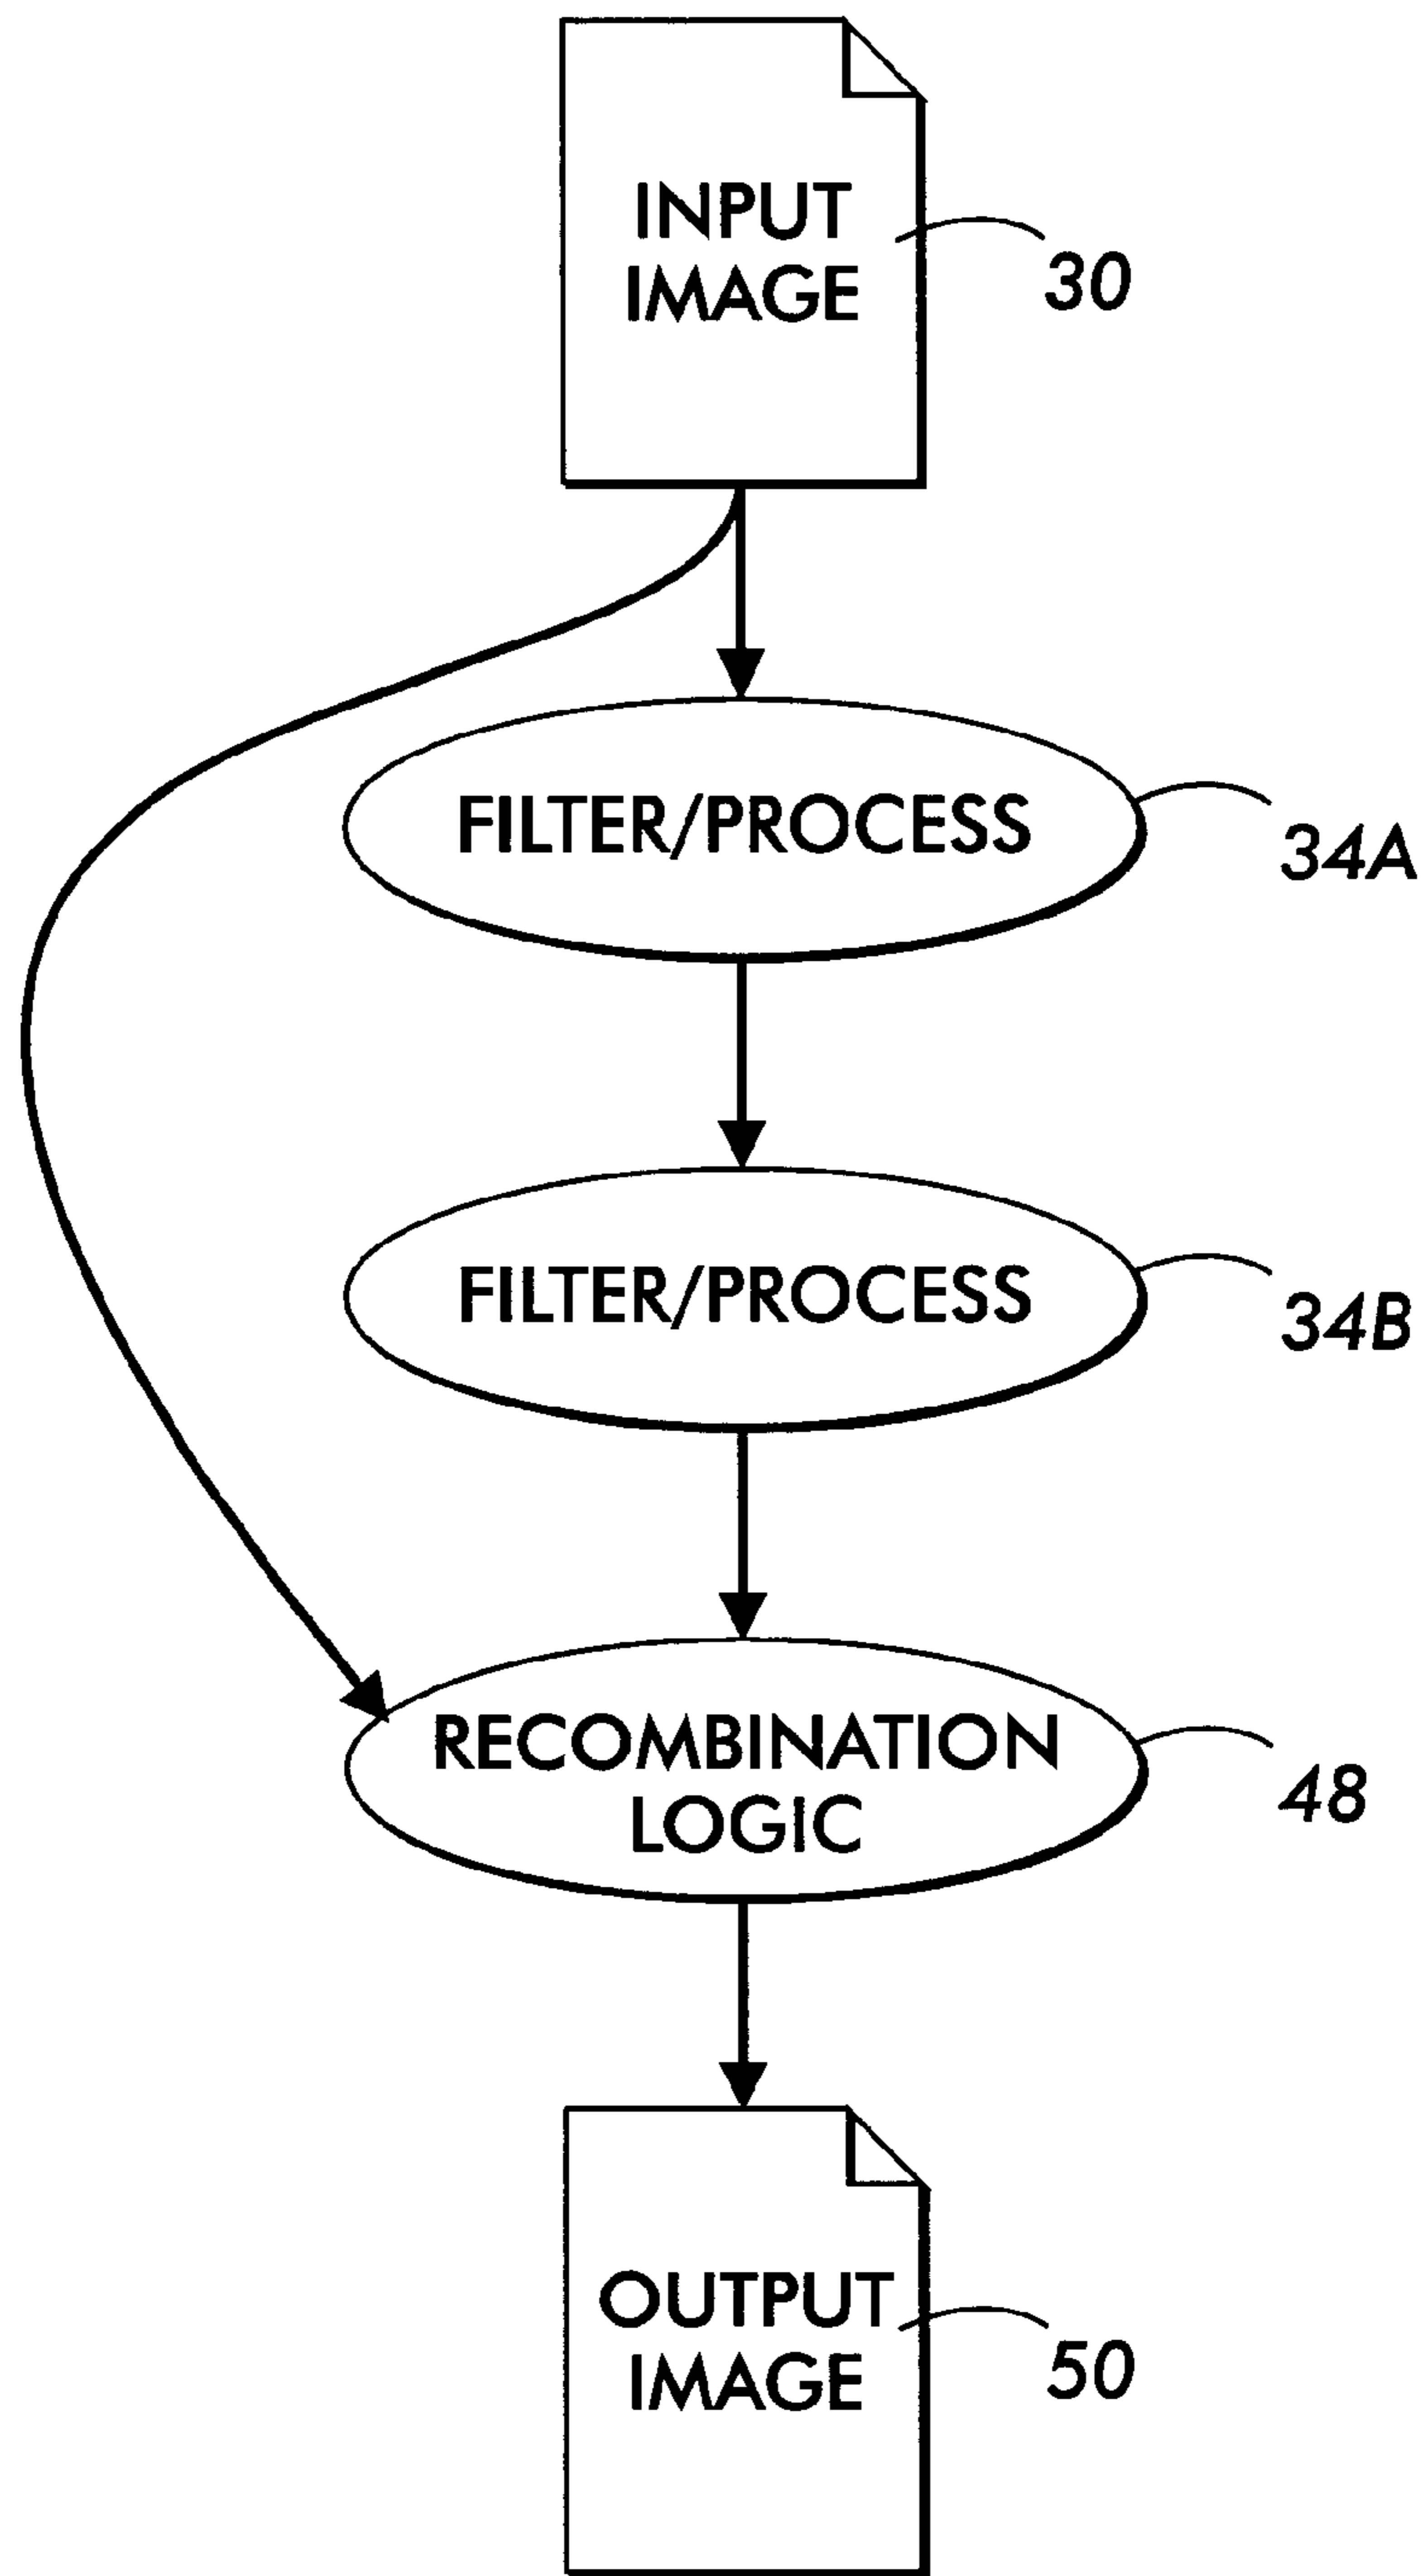 INPUT
IMAGE
30
FILTER/PROCESS
34A
FILTER/PROCESS
34B
RECOMBINATION
LOGIC
48
OUTPUT
IMAGE
50